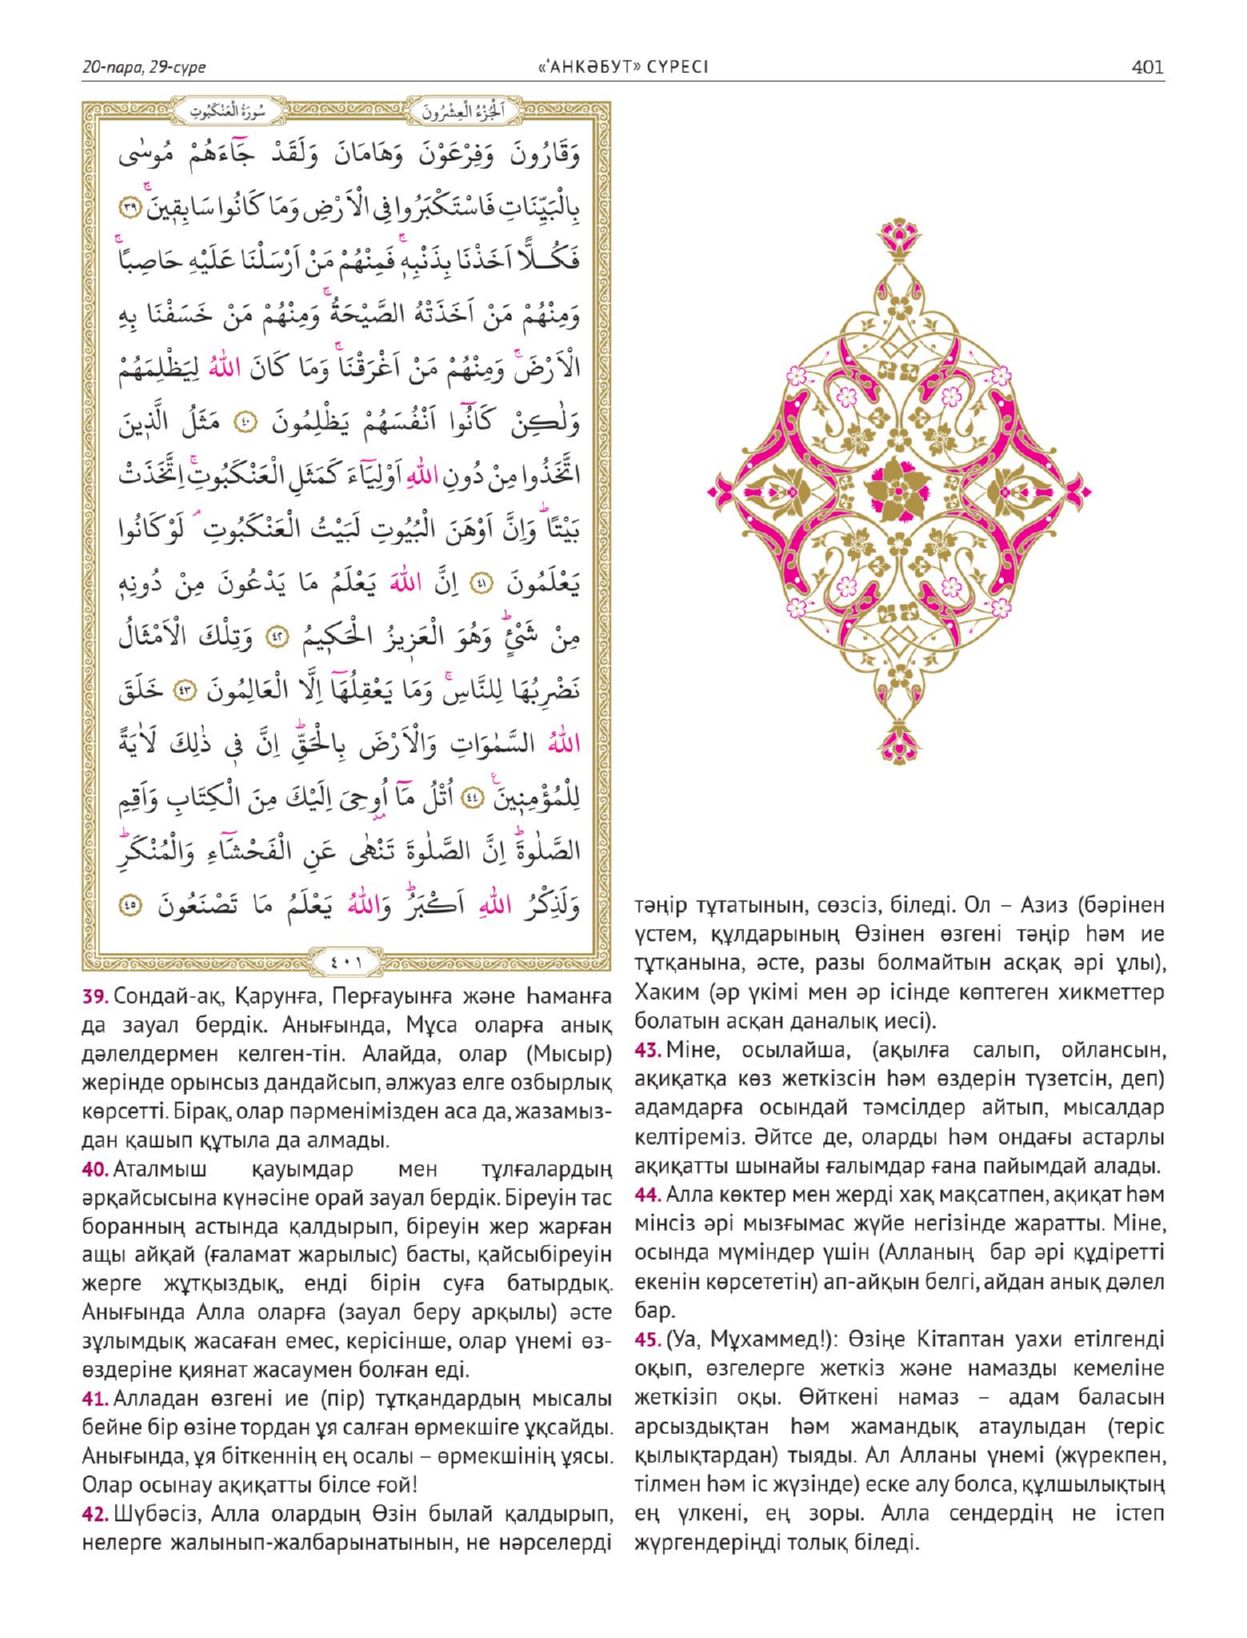 20-пара, 29-сүре
«‘АНКӘБУТ» СҮРЕСІ
401
سُورَةُ الْعَنْكَبُوتِ
اَلْجُزْءُ الْعِشْرُونَ
وَقَارُونَ وَفِرْعَوْنَ وَهَامَانَ وَلَقَدْ جَٓاءَهُمْ مُوسٰى
بِالْبَيِّنَاتِ فَاسْتَكْبَرُوا فِي الْاَرْضِ وَمَا كَانُوا سَابِقٖينَۚ ٣٩
فَكُلًّا اَخَذْنَا بِذَنْبِهٖۚ فَمِنْهُمْ مَنْ اَرْسَلْنَا عَلَيْهِ حَاصِبًاۚ
وَمِنْهُمْ مَنْ اَخَذَتْهُ الصَّيْحَةُۚ وَمِنْهُمْ مَنْ خَسَفْنَا بِهِ
الْاَرْضَۚ وَمِنْهُمْ مَنْ اَغْرَقْنَاۚ وَمَا كَانَ اللّٰهُ لِيَظْلِمَهُمْ
وَلٰكِنْ كَانُٓوا اَنْفُسَهُمْ يَظْلِمُونَ ٤٠ مَثَلُ الَّذٖينَ
اتَّخَذُوا مِنْ دُونِ اللّٰهِ اَوْلِيَٓاءَ كَمَثَلِ الْعَنْكَبُوتِۚ اِتَّخَذَتْ
بَيْتًاؕ وَاِنَّ اَوْهَنَ الْبُيُوتِ لَبَيْتُ الْعَنْكَبُوتِۘ لَوْ كَانُوا
يَعْلَمُونَ ٤١ اِنَّ اللّٰهَ يَعْلَمُ مَا يَدْعُونَ مِنْ دُونِهٖ
مِنْ شَيْءٍؕ وَهُوَ الْعَزٖيزُ الْحَكٖيمُ ٤٢ وَتِلْكَ الْاَمْثَالُ
نَضْرِبُهَا لِلنَّاسِۚ وَمَا يَعْقِلُهَٓا اِلَّا الْعَالِمُونَ ٤٣ خَلَقَ
اللّٰهُ السَّمٰوَاتِ وَالْاَرْضَ بِالْحَقِّؕ اِنَّ فٖي ذٰلِكَ لَاٰيَةً
لِلْمُؤْمِنٖينَࣖ ٤٤ اُتْلُ مَٓا اُو۫حِيَ اِلَيْكَ مِنَ الْكِتَابِ وَاَقِمِ
الصَّلٰوةَؕ اِنَّ الصَّلٰوةَ تَنْهٰى عَنِ الْفَحْشَٓاءِ وَالْمُنْكَرِؕ
وَلَذِكْرُ اللّٰهِ اَكْبَرُؕ وَاللّٰهُ يَعْلَمُ مَا تَصْنَعُونَ ٤٥
٤٠١
39. Сондай-ақ, Қарунға, Перғауынға және Һаманға
да зауал бердік. Анығында, Мұса оларға анық
дәлелдермен келген-тін. Алайда, олар (Мысыр)
жерінде орынсыз дандайсып, әлжуаз елге озбырлық
көрсетті. Бірақ, олар пәрменімізден аса да, жазамыз-
дан қашып құтыла да алмады.
40. Аталмыш қауымдар мен тұлғалардың
әрқайсысына күнәсіне орай зауал бердік. Біреуін тас
боранның астында қалдырып, біреуін жер жарған
ащы айқай (ғаламат жарылыс) басты, қайсыбіреуін
жерге жұтқыздық, енді бірін суға батырдық.
Анығында Алла оларға (зауал беру арқылы) әсте
зұлымдық жасаған емес, керісінше, олар үнемі өз-
өздеріне қиянат жасаумен болған еді.
41. Алладан өзгені ие (пір) тұтқандардың мысалы
бейне бір өзіне тордан ұя салған өрмекшіге ұқсайды.
Анығында, ұя біткеннің ең осалы – өрмекшінің ұясы.
Олар осынау ақиқатты білсе ғой!
42. Шүбәсіз, Алла олардың Өзін былай қалдырып,
нелерге жалынып-жалбарынатынын, не нәрселерді
тәңір тұтатынын, сөзсіз, біледі. Ол – Азиз (бәрінен
үстем, құлдарының Өзінен өзгені тәңір һәм ие
тұтқанына, әсте, разы болмайтын асқақ әрі ұлы),
Хаким (әр үкімі мен әр ісінде көптеген хикметтер
болатын асқан даналық иесі).
43. Міне, осылайша, (ақылға салып, ойлансын,
ақиқатқа көз жеткізсін һәм өздерін түзетсін, деп)
адамдарға осындай тәмсілдер айтып, мысалдар
келтіреміз. Әйтсе де, оларды һәм ондағы астарлы
ақиқатты шынайы ғалымдар ғана пайымдай алады.
44. Алла көктер мен жерді хақ мақсатпен, ақиқат һәм
мінсіз әрі мызғымас жүйе негізінде жаратты. Міне,
осында мүміндер үшін (Алланың бар әрі құдіретті
екенін көрсететін) ап-айқын белгі, айдан анық дәлел
бар.
45. (Уа, Мұхаммед!): Өзіңе Кітаптан уахи етілгенді
оқып, өзгелерге жеткіз және намазды кемеліне
жеткізіп оқы. Өйткені намаз – адам баласын
арсыздықтан һәм жамандық атаулыдан (теріс
қылықтардан) тыяды. Ал Алланы үнемі (жүрекпен,
тілмен һәм іс жүзінде) еске алу болса, құлшылықтың
ең үлкені, ең зоры. Алла сендердің не істеп
жүргендеріңді толық біледі.